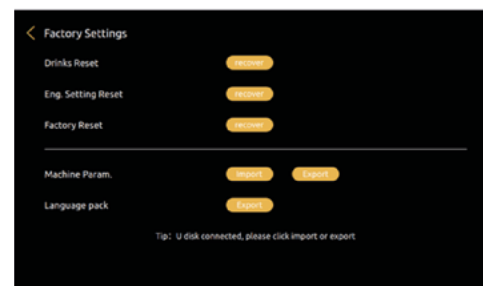 Factory Settings
Drinks Reset recover
Eng. Setting Reset recover
Factory Reset recover
Machine Param. Import Export
Language pack Export
Tip: U disk connected, please click import or export